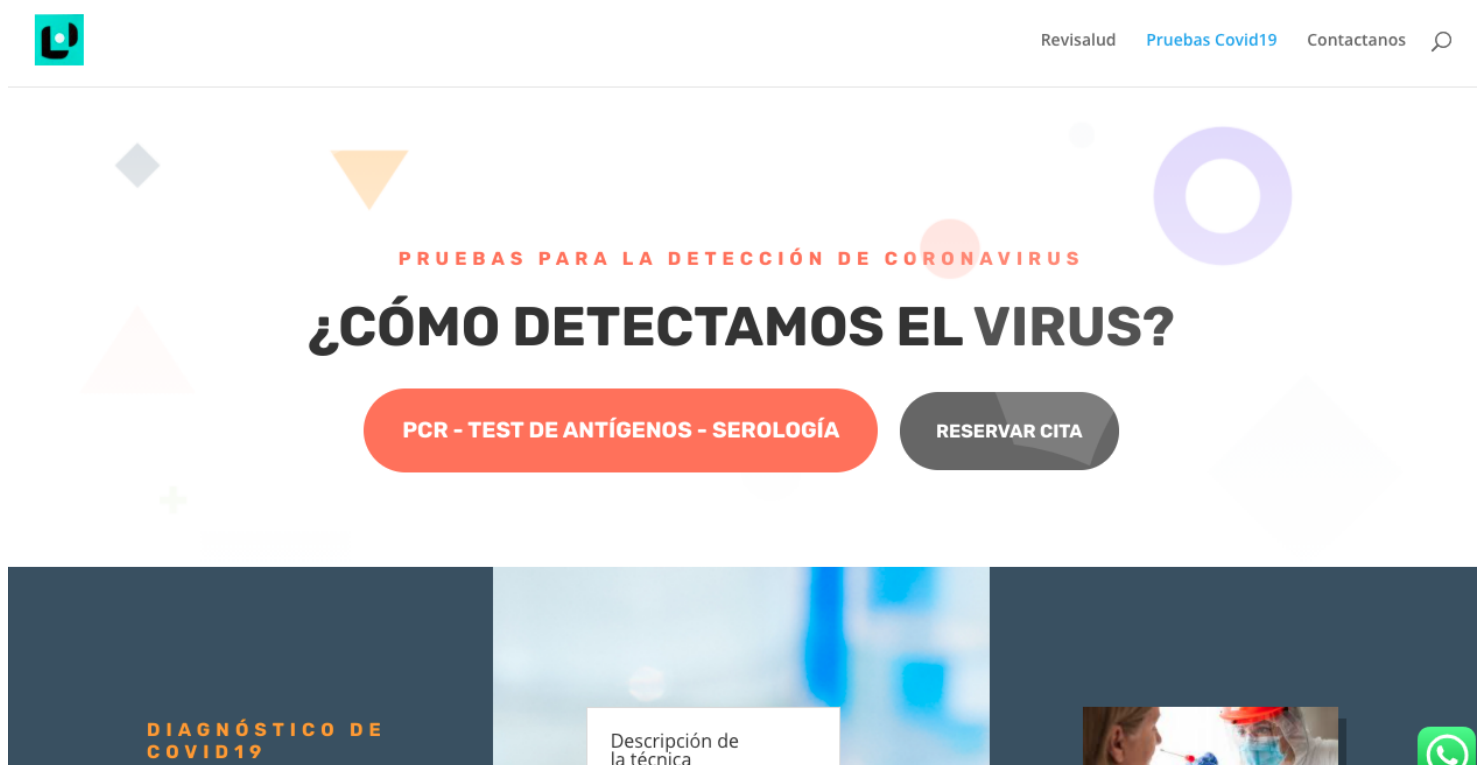 Revisalud Pruebas Covid19 Contactanos
PRUEBAS PARA LA DETECCIÓN DE CORONAVIRUS
¿CÓMO DETECTAMOS EL VIRUS?
PCR - TEST DE ANTÍGENOS - SEROLOGÍA
RESERVAR CITA
DIAGNÓSTICO DE
COVID19
Descripción de
la técnica